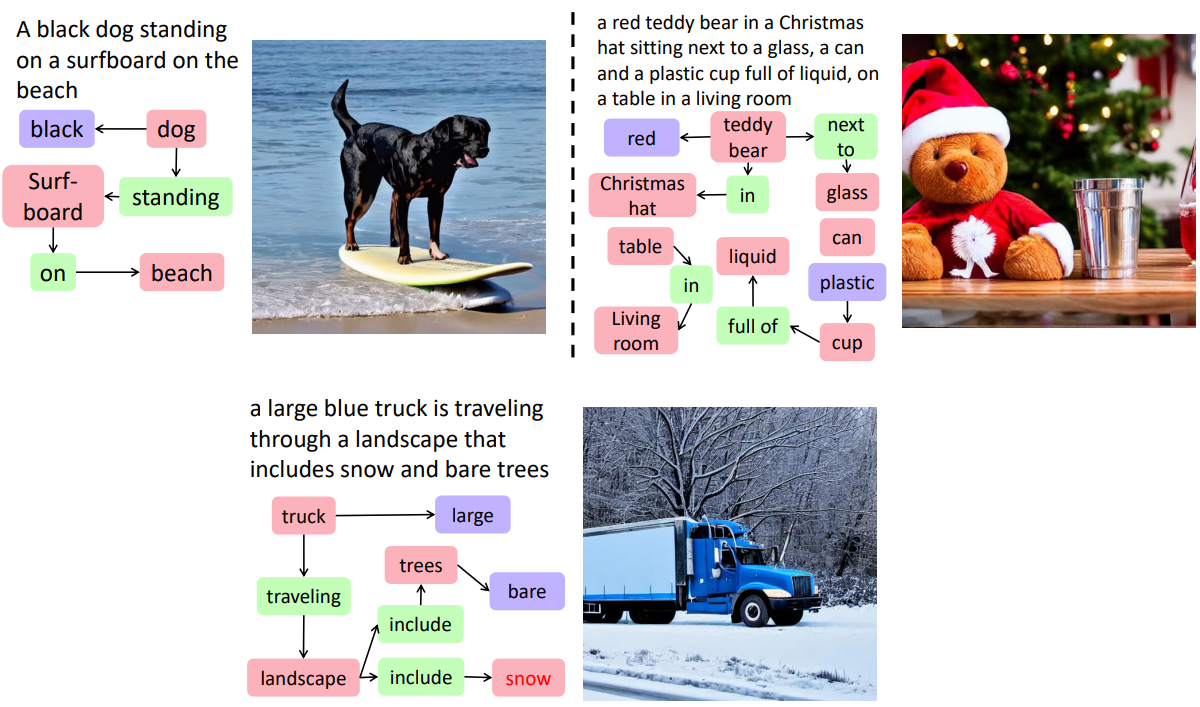 A black dog standing
on a surfboard on the
beach
black
dog
Surf-
board
standing
on
beach
a red teddy bear in a Christmas
hat sitting next to a glass, a can
and a plastic cup full of liquid, on
a table in a living room
red
teddy
bear
next
to
Christmas
hat
in
glass
table
liquid
can
in
plastic
Living
room
full of
cup
a large blue truck is traveling
through a landscape that
includes snow and bare trees
truck
large
trees
traveling
bare
include
landscape
include
snow